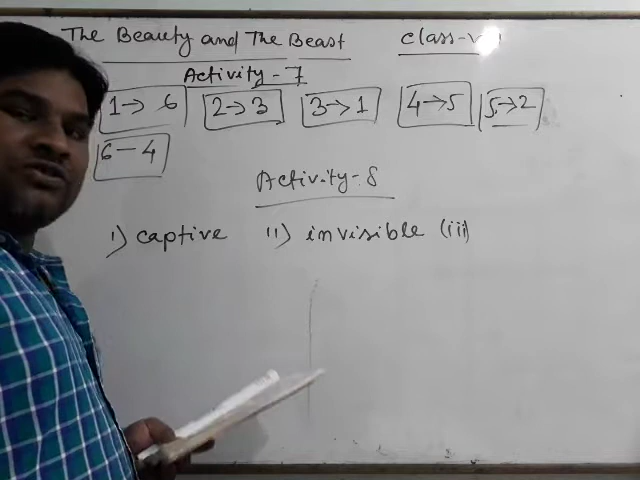 The Beauty and The Beast Class-v
Activity-7
1→ 6 2→3 3→1 4→5 5→2
6-4
Activity-8
i) captive ii) invisible (iii)